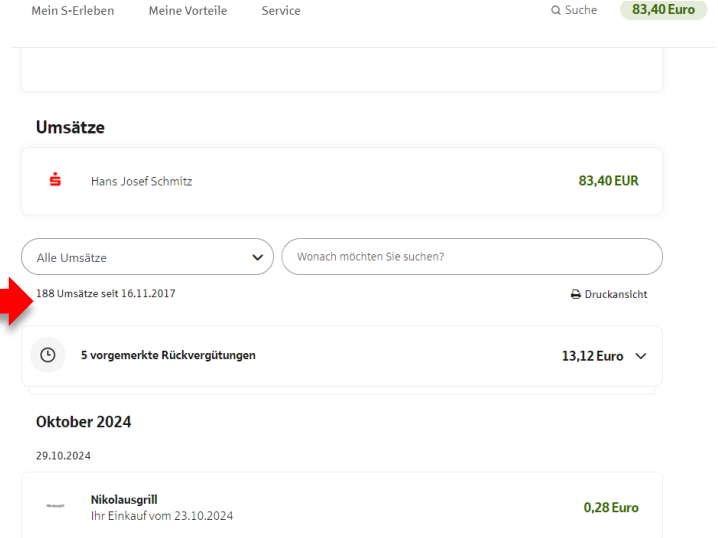 Mein S-Erleben Meine Vorteile Service Suche 83,40 Euro
Umsätze
Hans Josef Schmitz 83,40 EUR
Alle Umsätze Wonach möchten Sie suchen?
188 Umsätze seit 16.11.2017 Druckansicht
5 vorgemerkte Rückvergütungen 13,12 Euro
Oktober 2024
29.10.2024
Nikolausgrill
Ihr Einkauf vom 23.10.2024 0,28 Euro